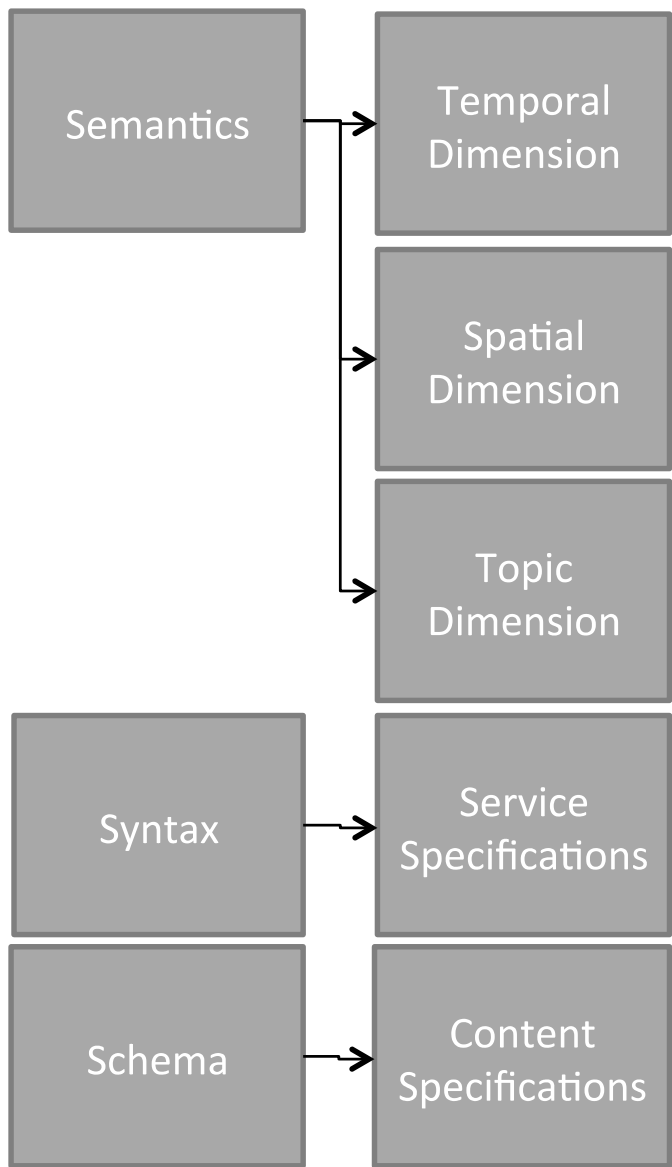 Semantics
Temporal
Dimension
Spatial
Dimension
Topic
Dimension
Syntax
Service
Specifications
Schema
Content
Specifications